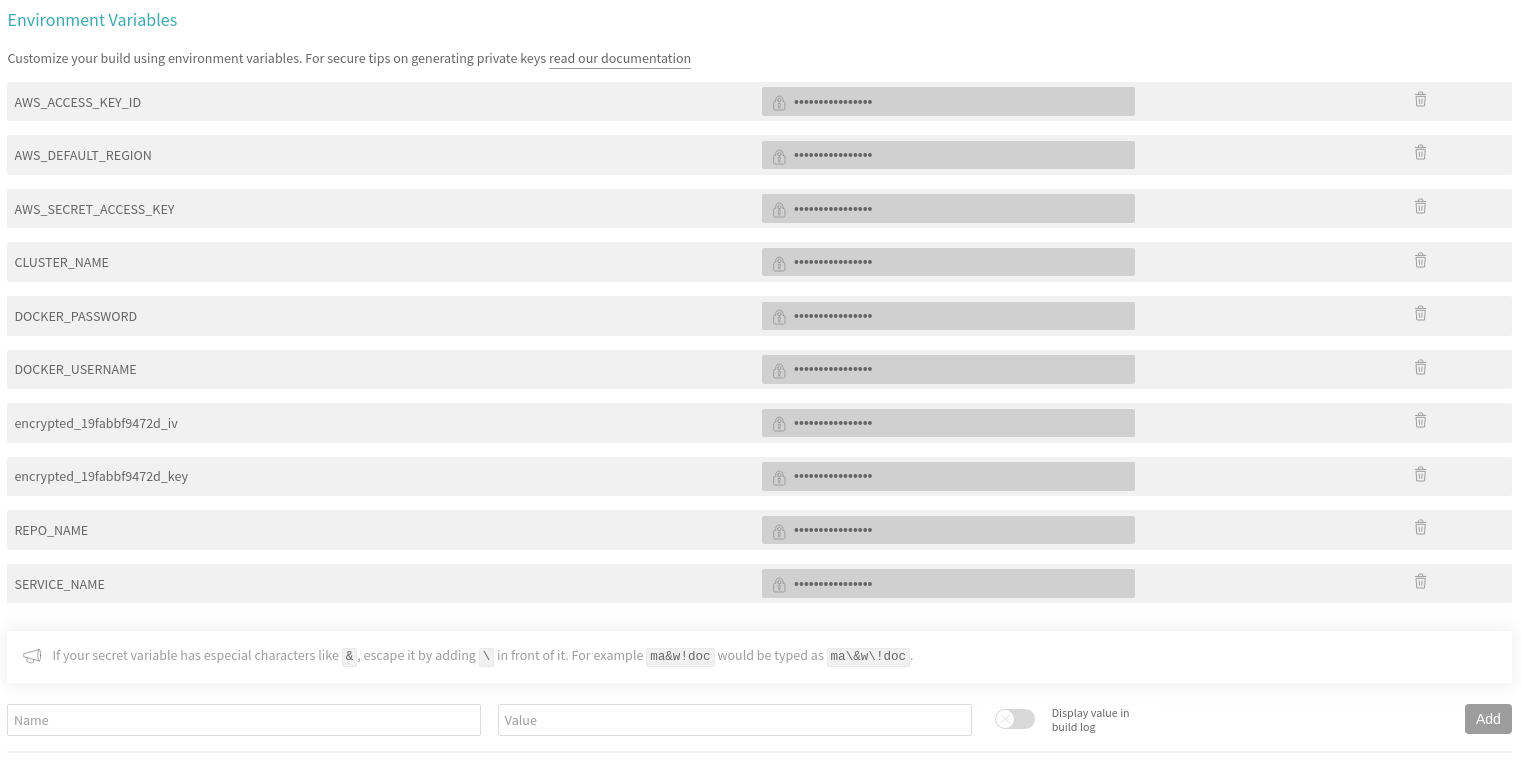 Environment Variables
Customize your build using environment variables. For secure tips on generating private keys read our documentation
AWS_ACCESS_KEY_ID ••••••••••••••••
AWS_DEFAULT_REGION ••••••••••••••••
AWS_SECRET_ACCESS_KEY ••••••••••••••••
CLUSTER_NAME ••••••••••••••••
DOCKER_PASSWORD ••••••••••••••••
DOCKER_USERNAME ••••••••••••••••
encrypted_19fabbf9472d_iv ••••••••••••••••
encrypted_19fabbf9472d_key ••••••••••••••••
REPO_NAME ••••••••••••••••
SERVICE_NAME ••••••••••••••••
If your secret variable has especial characters like &, escape it by adding \ in front of it. For example ma&w!doc would be typed as ma\&w\!doc.
Name
Value
Display value in
build log
Add